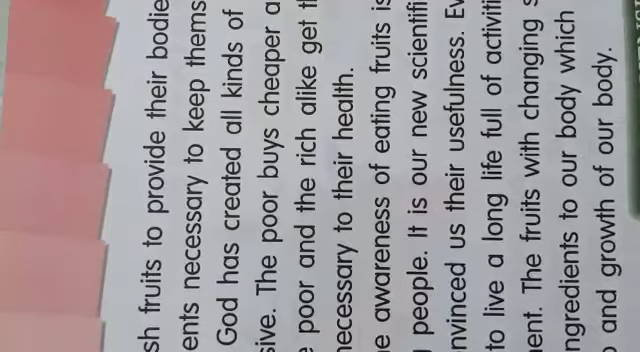 sh fruits to provide their bodie
ents necessary to keep thems
God has created all kinds of
sive. The poor buys cheaper a
poor and the rich alike get t
necessary to their health.
e awareness of eating fruits is
people. It is our new scientifi
nvinced us their usefulness. Ev
to live a long life full of activiti
ent. The fruits with changing s
ngredients to our body which
and growth of our body.